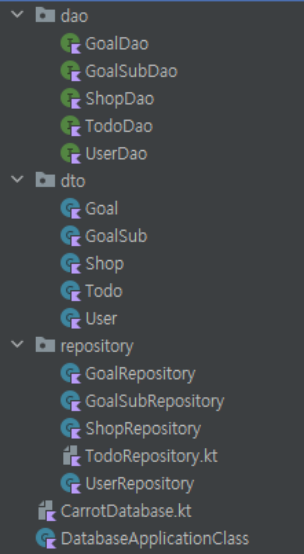 dao
GoalDao
GoalSubDao
ShopDao
TodoDao
UserDao
dto
Goal
GoalSub
Shop
Todo
User
repository
GoalRepository
GoalSubRepository
ShopRepository
TodoRepository.kt
UserRepository
CarrotDatabase.kt
DatabaseApplicationClass